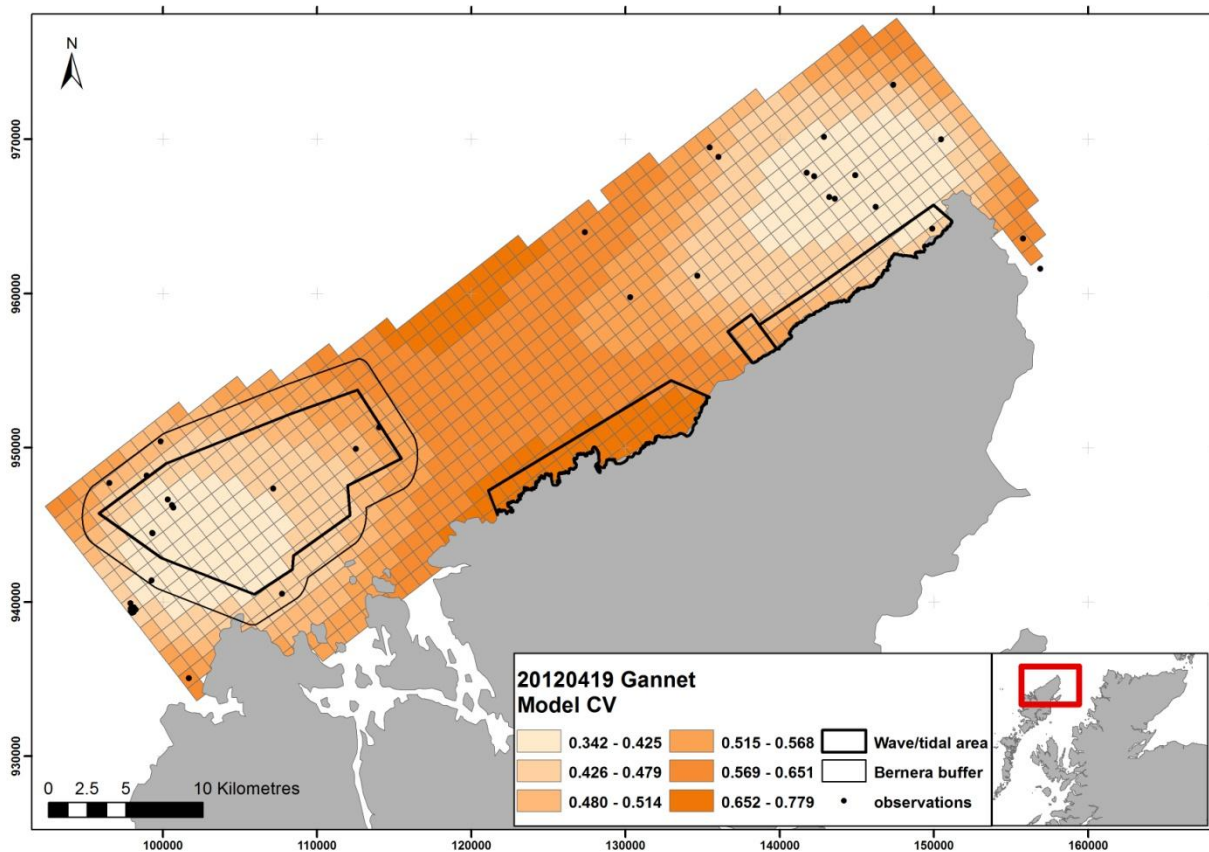 N
970000
960000
950000
940000
930000
20120419 Gannet
Model CV
0.342 - 0.425
0.426 - 0.479
0.480 - 0.514
0.515 - 0.568
0.569 - 0.651
0.652 - 0.779
Wave/tidal area
Bernera buffer
observations
0 2.5 5 10 Kilometres
100000 110000 120000 130000 140000 150000 160000